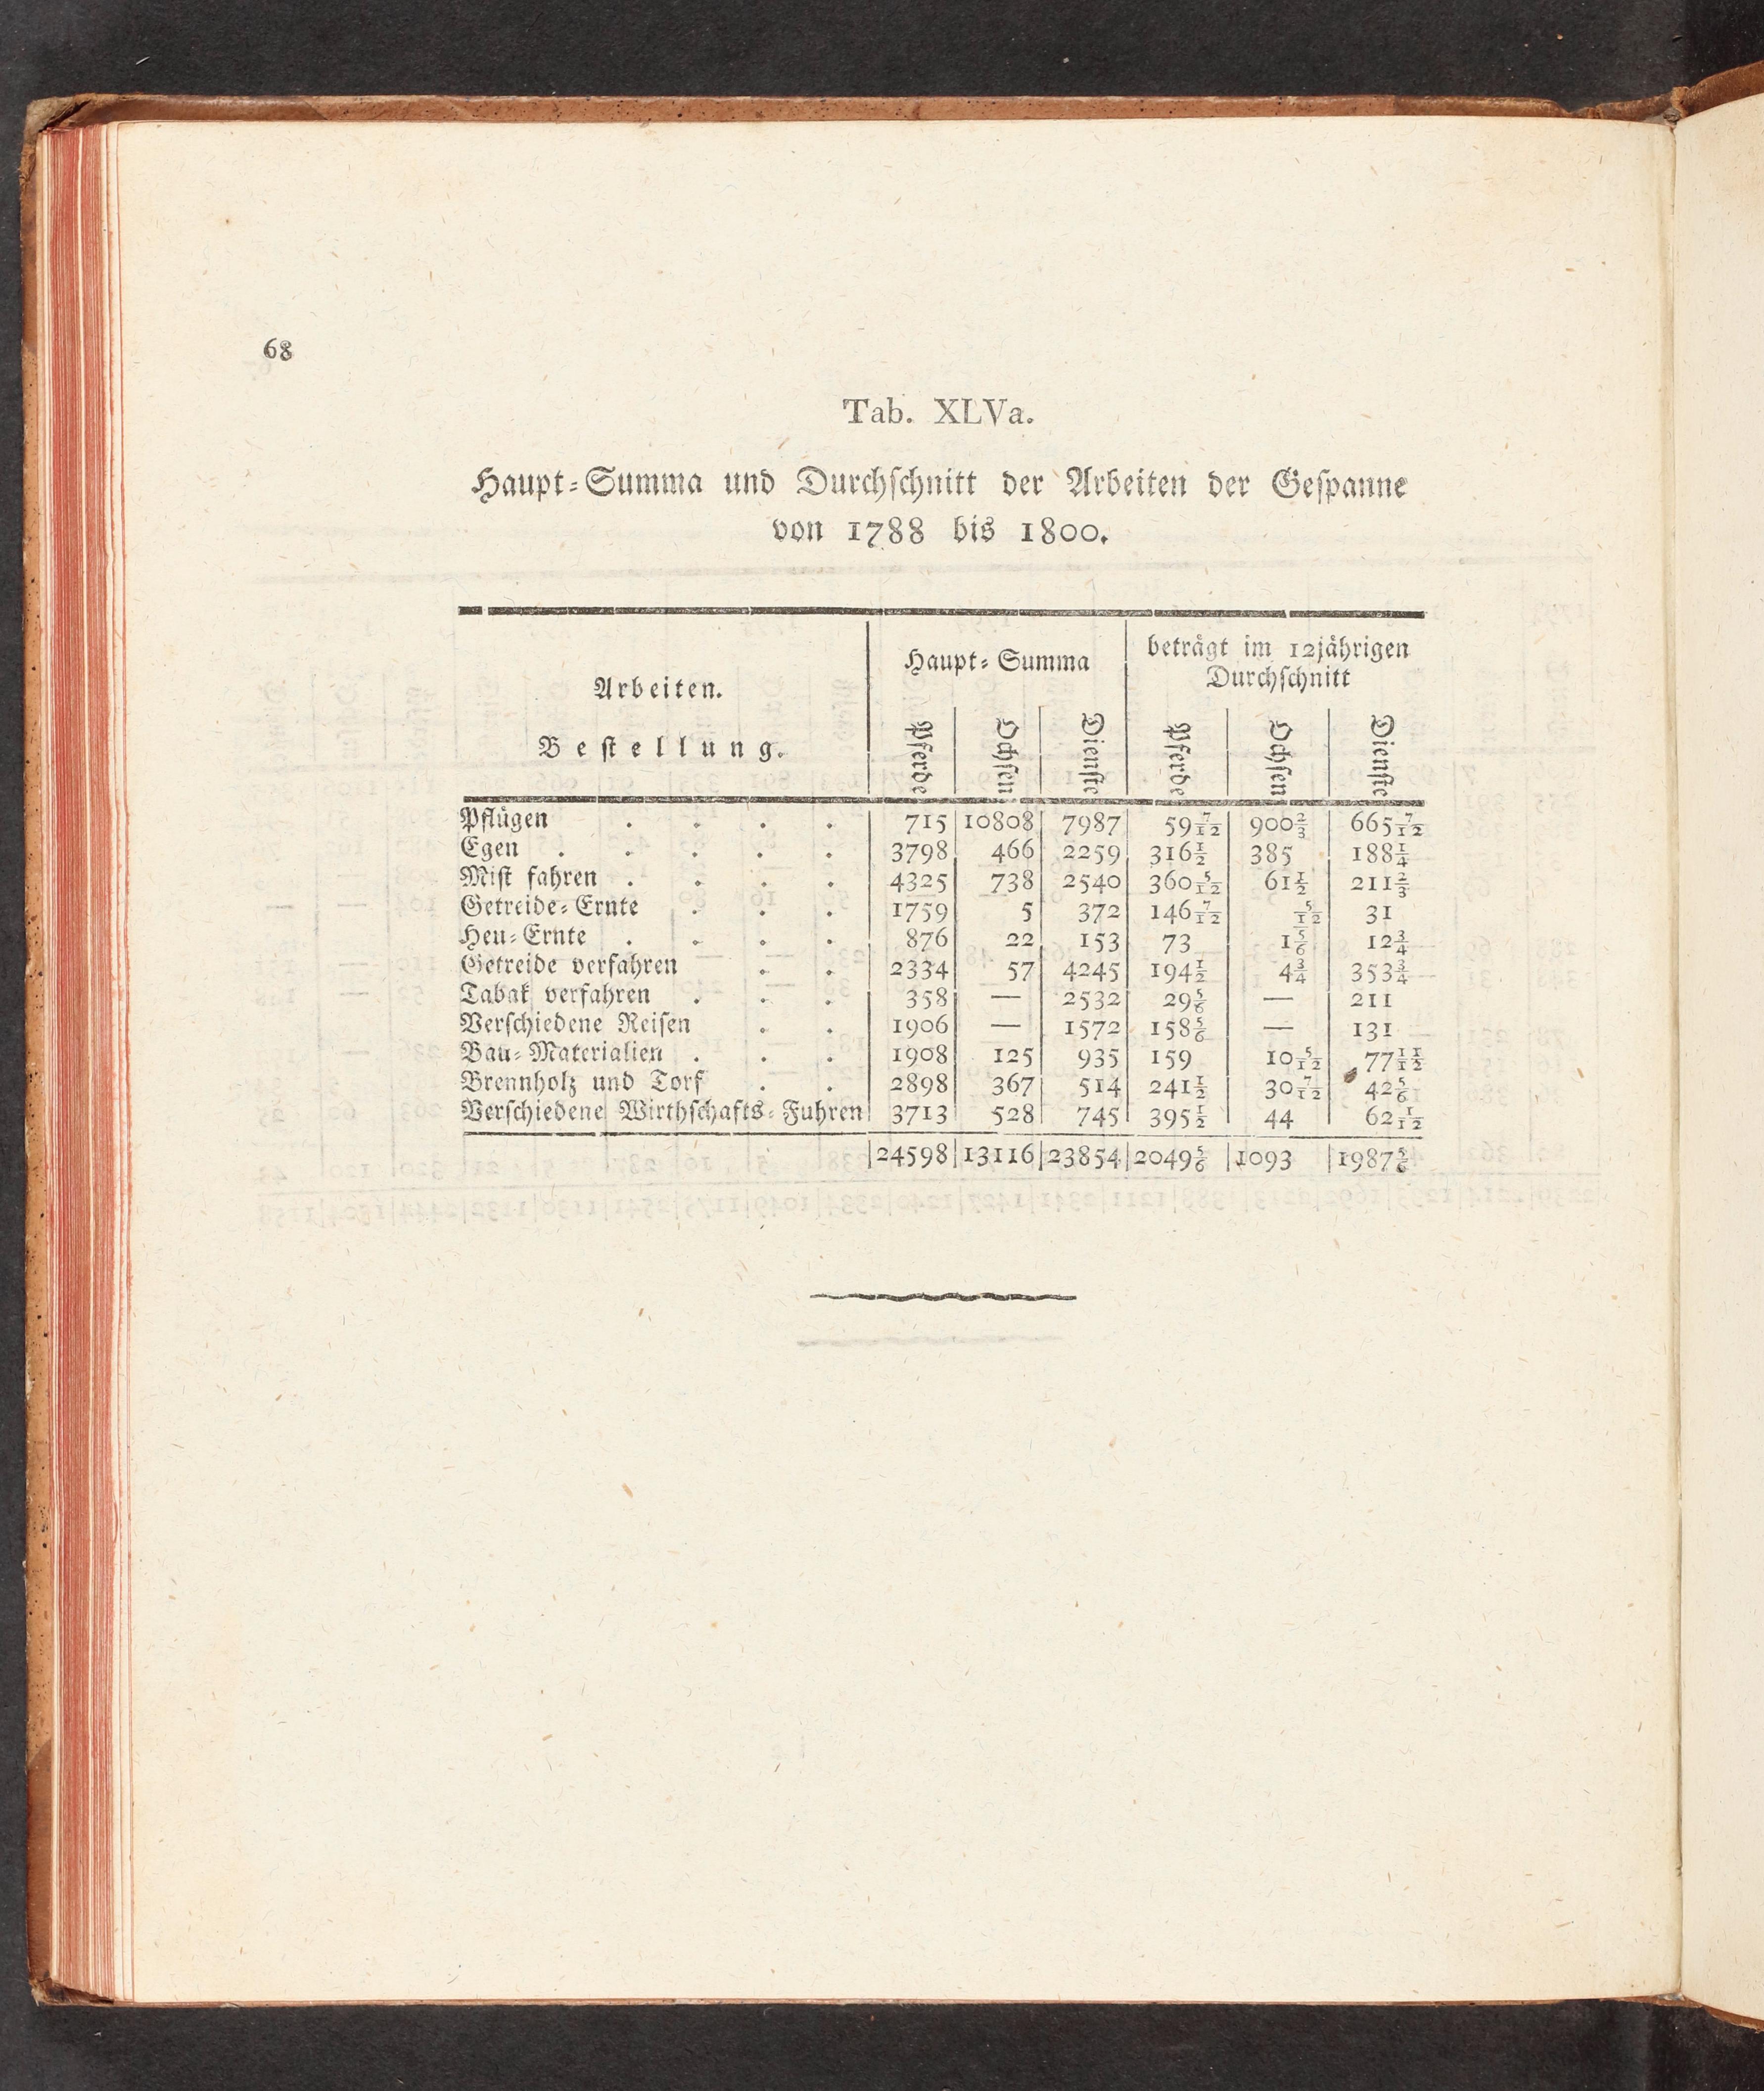 68
Tab. XLVa.
Haupt-Summa und Durchſchnitt der Arbeiten der Geſpanne
von 1788 bis 1800.
Arbeiten.
Beſtellung.
Haupt-Summa
beträgt im 12jährigen
Durchſchnitt
Pferde Ochſen Dienſte Pferde Ochſen Dienſte
Pflügen . . . . 715 10808 7987 59 7/12 900 2/3 665 7/12
Egen . . . . . 3798 466 2259 316 1/2 385 188 1/4
Miſt fahren . . . . 4325 738 2540 360 5/12 61 1/2 211 2/3
Getreide-Ernte . . . 1759 5 372 146 7/12 5/12 31
Heu-Ernte . . . . 876 22 153 73 1 5/6 12 3/4
Getreide verfahren . . 2334 57 4245 194 1/2 4 3/4 353 3/4
Tabak verfahren . . . 358 — 2532 29 5/6 — 211
Verſchiedene Reiſen . . 1906 — 1572 158 5/6 — 131
Bau-Materialien . . . 1908 125 935 159 10 5/12 77 11/12
Brennholz und Torf . . 2898 367 514 241 1/2 30 7/12 42 5/6
Verſchiedene Wirthſchafts-Fuhren 3713 528 745 395 1/2 44 62 1/12
24598 13116 23854 2049 5/6 1093 1987 5/6